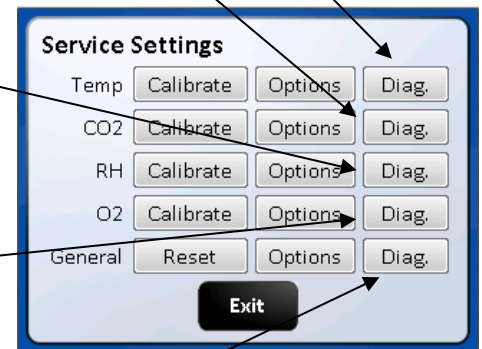 Service Settings
Temp Calibrate Options Diag.
CO2 Calibrate Options Diag.
RH Calibrate Options Diag.
O2 Calibrate Options Diag.
General Reset Options Diag.
Exit